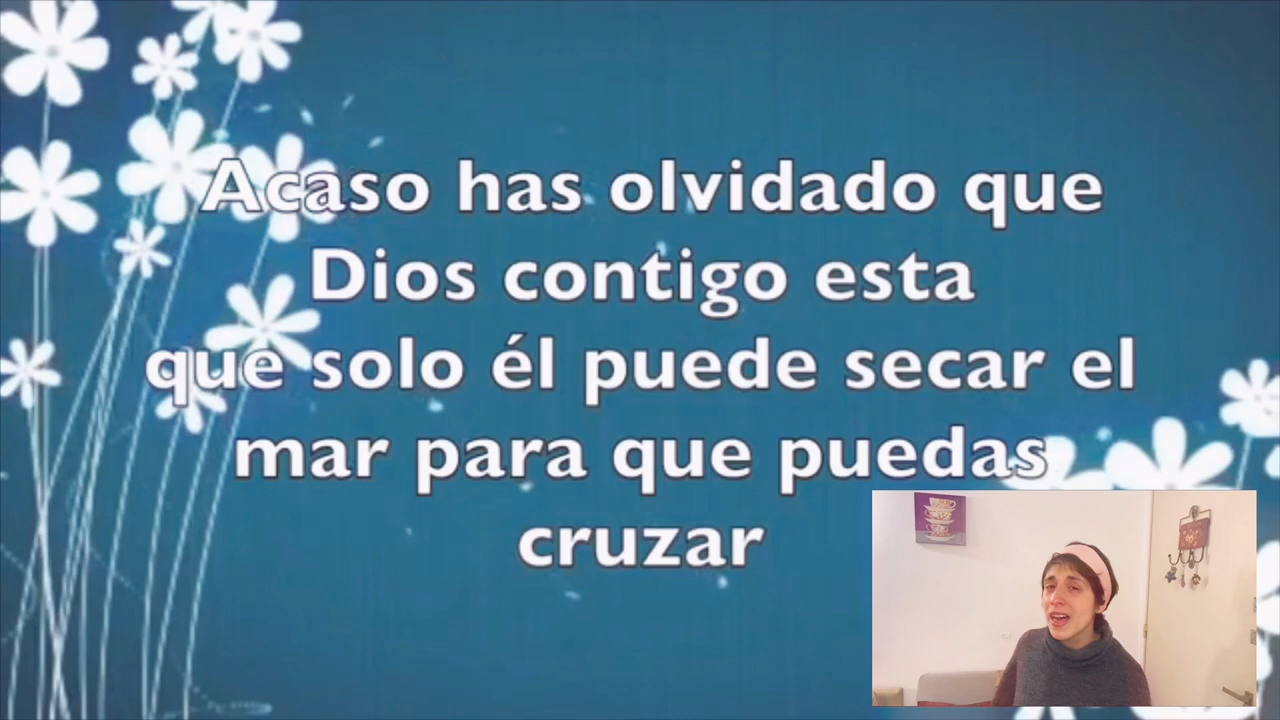 Acaso has olvidado que
Dios contigo esta
que solo él puede secar el
mar para que puedas
cruzar